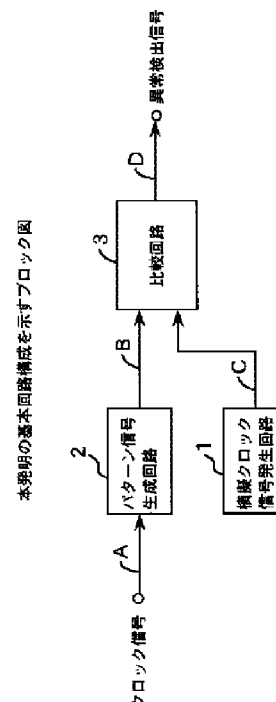 本発明の基本回路構成を示すブロック図
クロック信号
A
2
パターン信号
生成回路
B
3
比較回路
D
異常検出信号
1
模擬クロック
信号発生回路
C